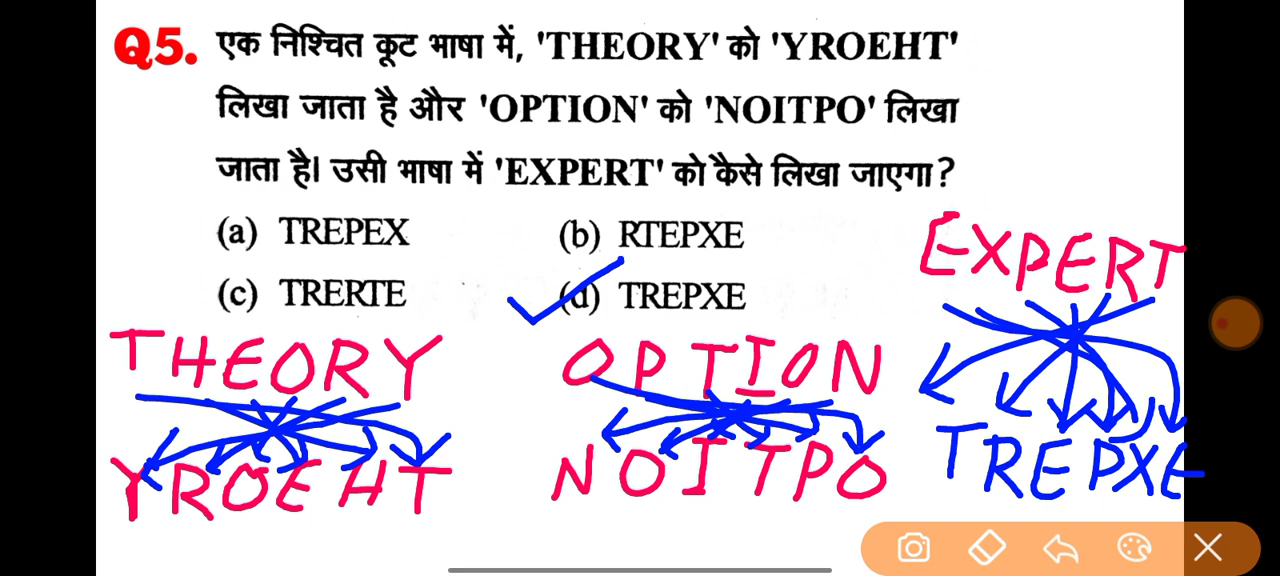 Q5. एक निश्चित कूट भाषा में, 'THEORY' को 'YROEHT'
लिखा जाता है और 'OPTION' को 'NOITPO' लिखा
जाता है। उसी भाषा में 'EXPERT' को कैसे लिखा जाएगा?
(a) TREPEX (b) RTEPXE
(c) TRERTE (d) TREPXE
EXPERT
THEORY OPTION
TREPXE
YROEHT NOITPO